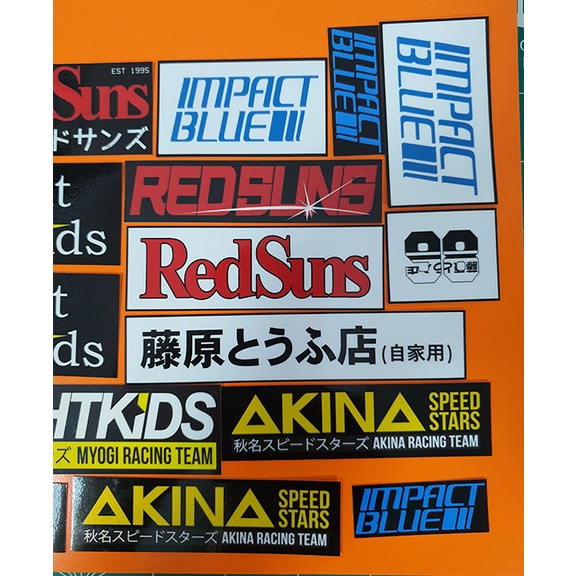 EST 1995
Suns
ドサンズ
IMPACT
BLUE
IMPACT
BLUE
IMPACT
BLUE
REDSUNS
t
ds
RedSuns
t
ds
藤原とうふ店(自家用)
HTKiDS
ズ MYOGI RACING TEAM
AKINA SPEED
STARS
秋名スピードスターズ AKINA RACING TEAM
AKINA SPEED
STARS
秋名スピードスターズ AKINA RACING TEAM
IMPACT
BLUE